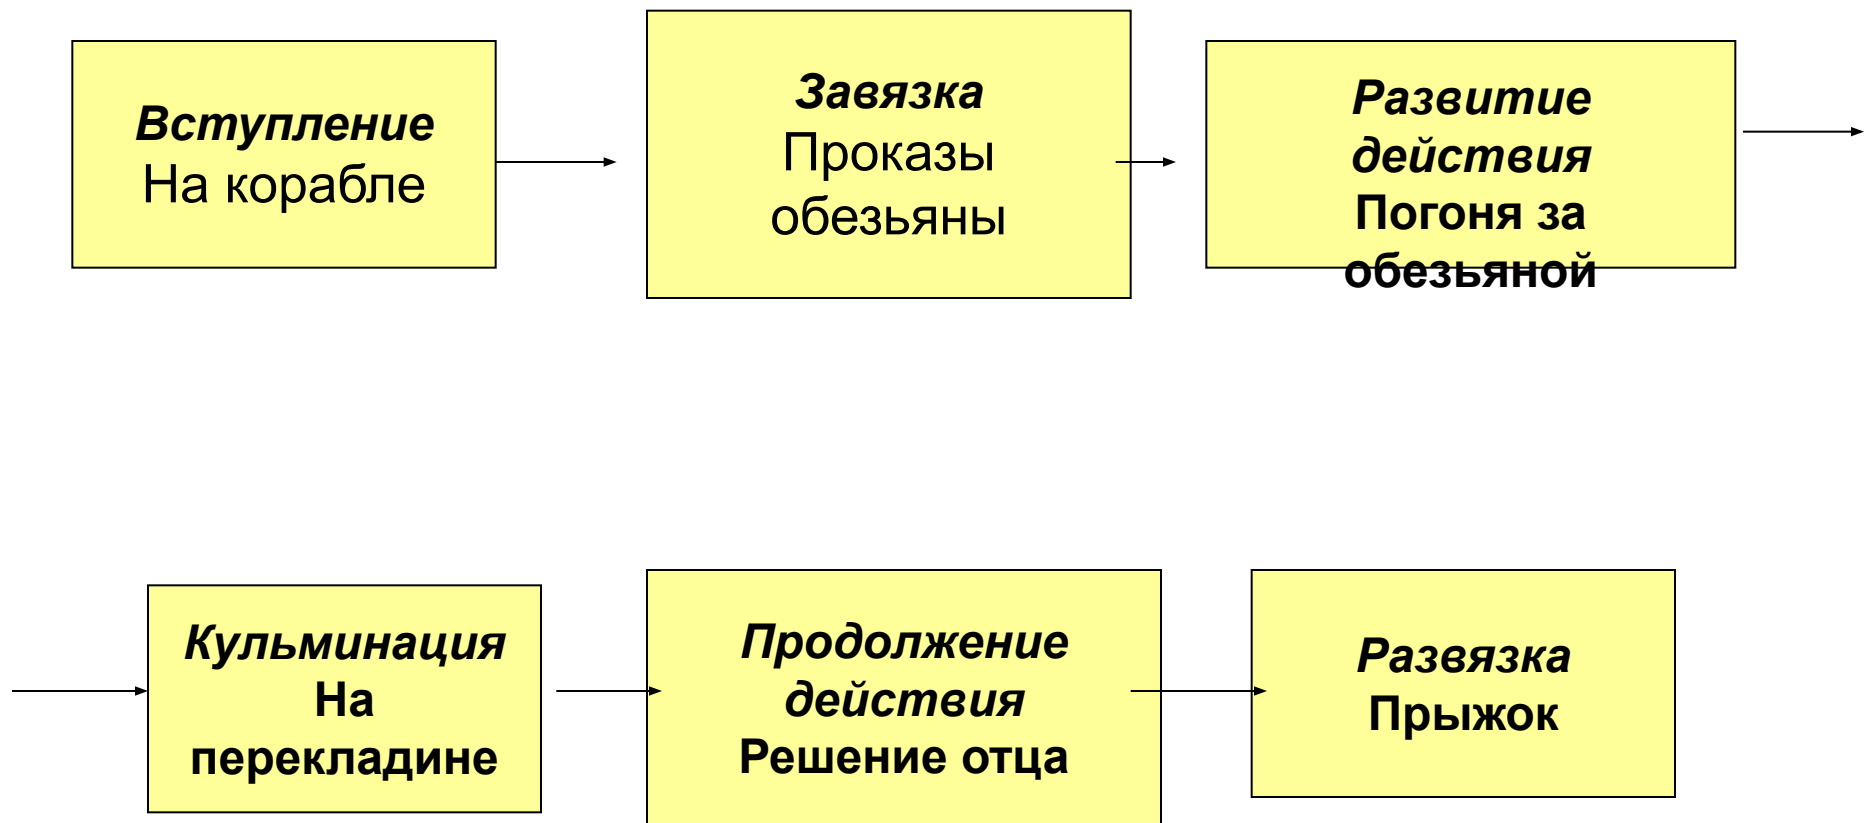 Вступление
На корабле
Завязка
Проказы
обезьяны
Развитие
действия
Погоня за
обезьяной
Кульминация
На
перекладине
Продолжение
действия
Решение отца
Развязка
Прыжок